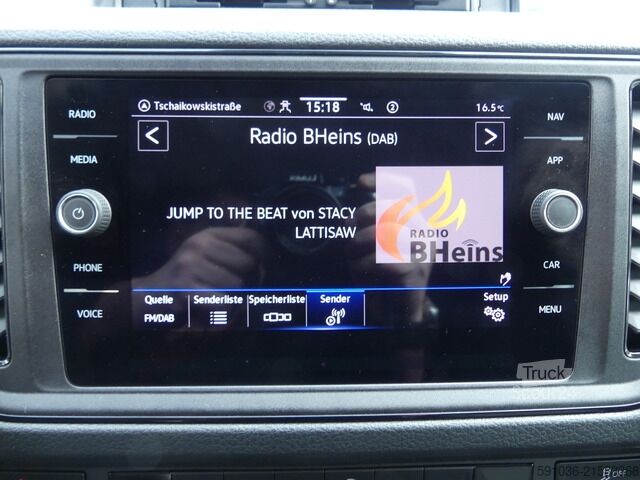 RADIO
MEDIA
PHONE
VOICE
Tschaikowskistraße
15:18
2
16.5°C
Radio BHeins (DAB)
JUMP TO THE BEAT von STACY
LATTISAW
RADIO
BHeins
Quelle
FM/DAB
Senderliste
Speicherliste
Sender
Setup
NAV
APP
CAR
MENU
Truck
OFF